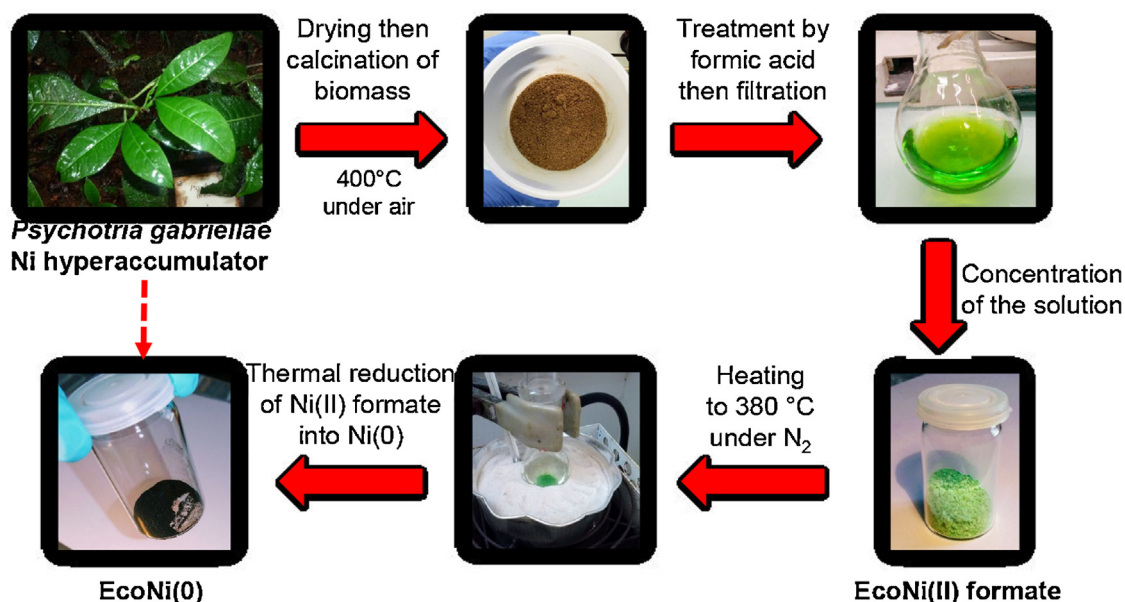 Drying then
calcination of
biomass
400°C
under air
Treatment by
formic acid
then filtration
Psychotria gabriellae
Ni hyperaccumulator
Concentration
of the solution
Thermal reduction
of Ni(II) formate
into Ni(0)
Heating
to 380 °C
under N₂
EcoNi(0)
EcoNi(II) formate